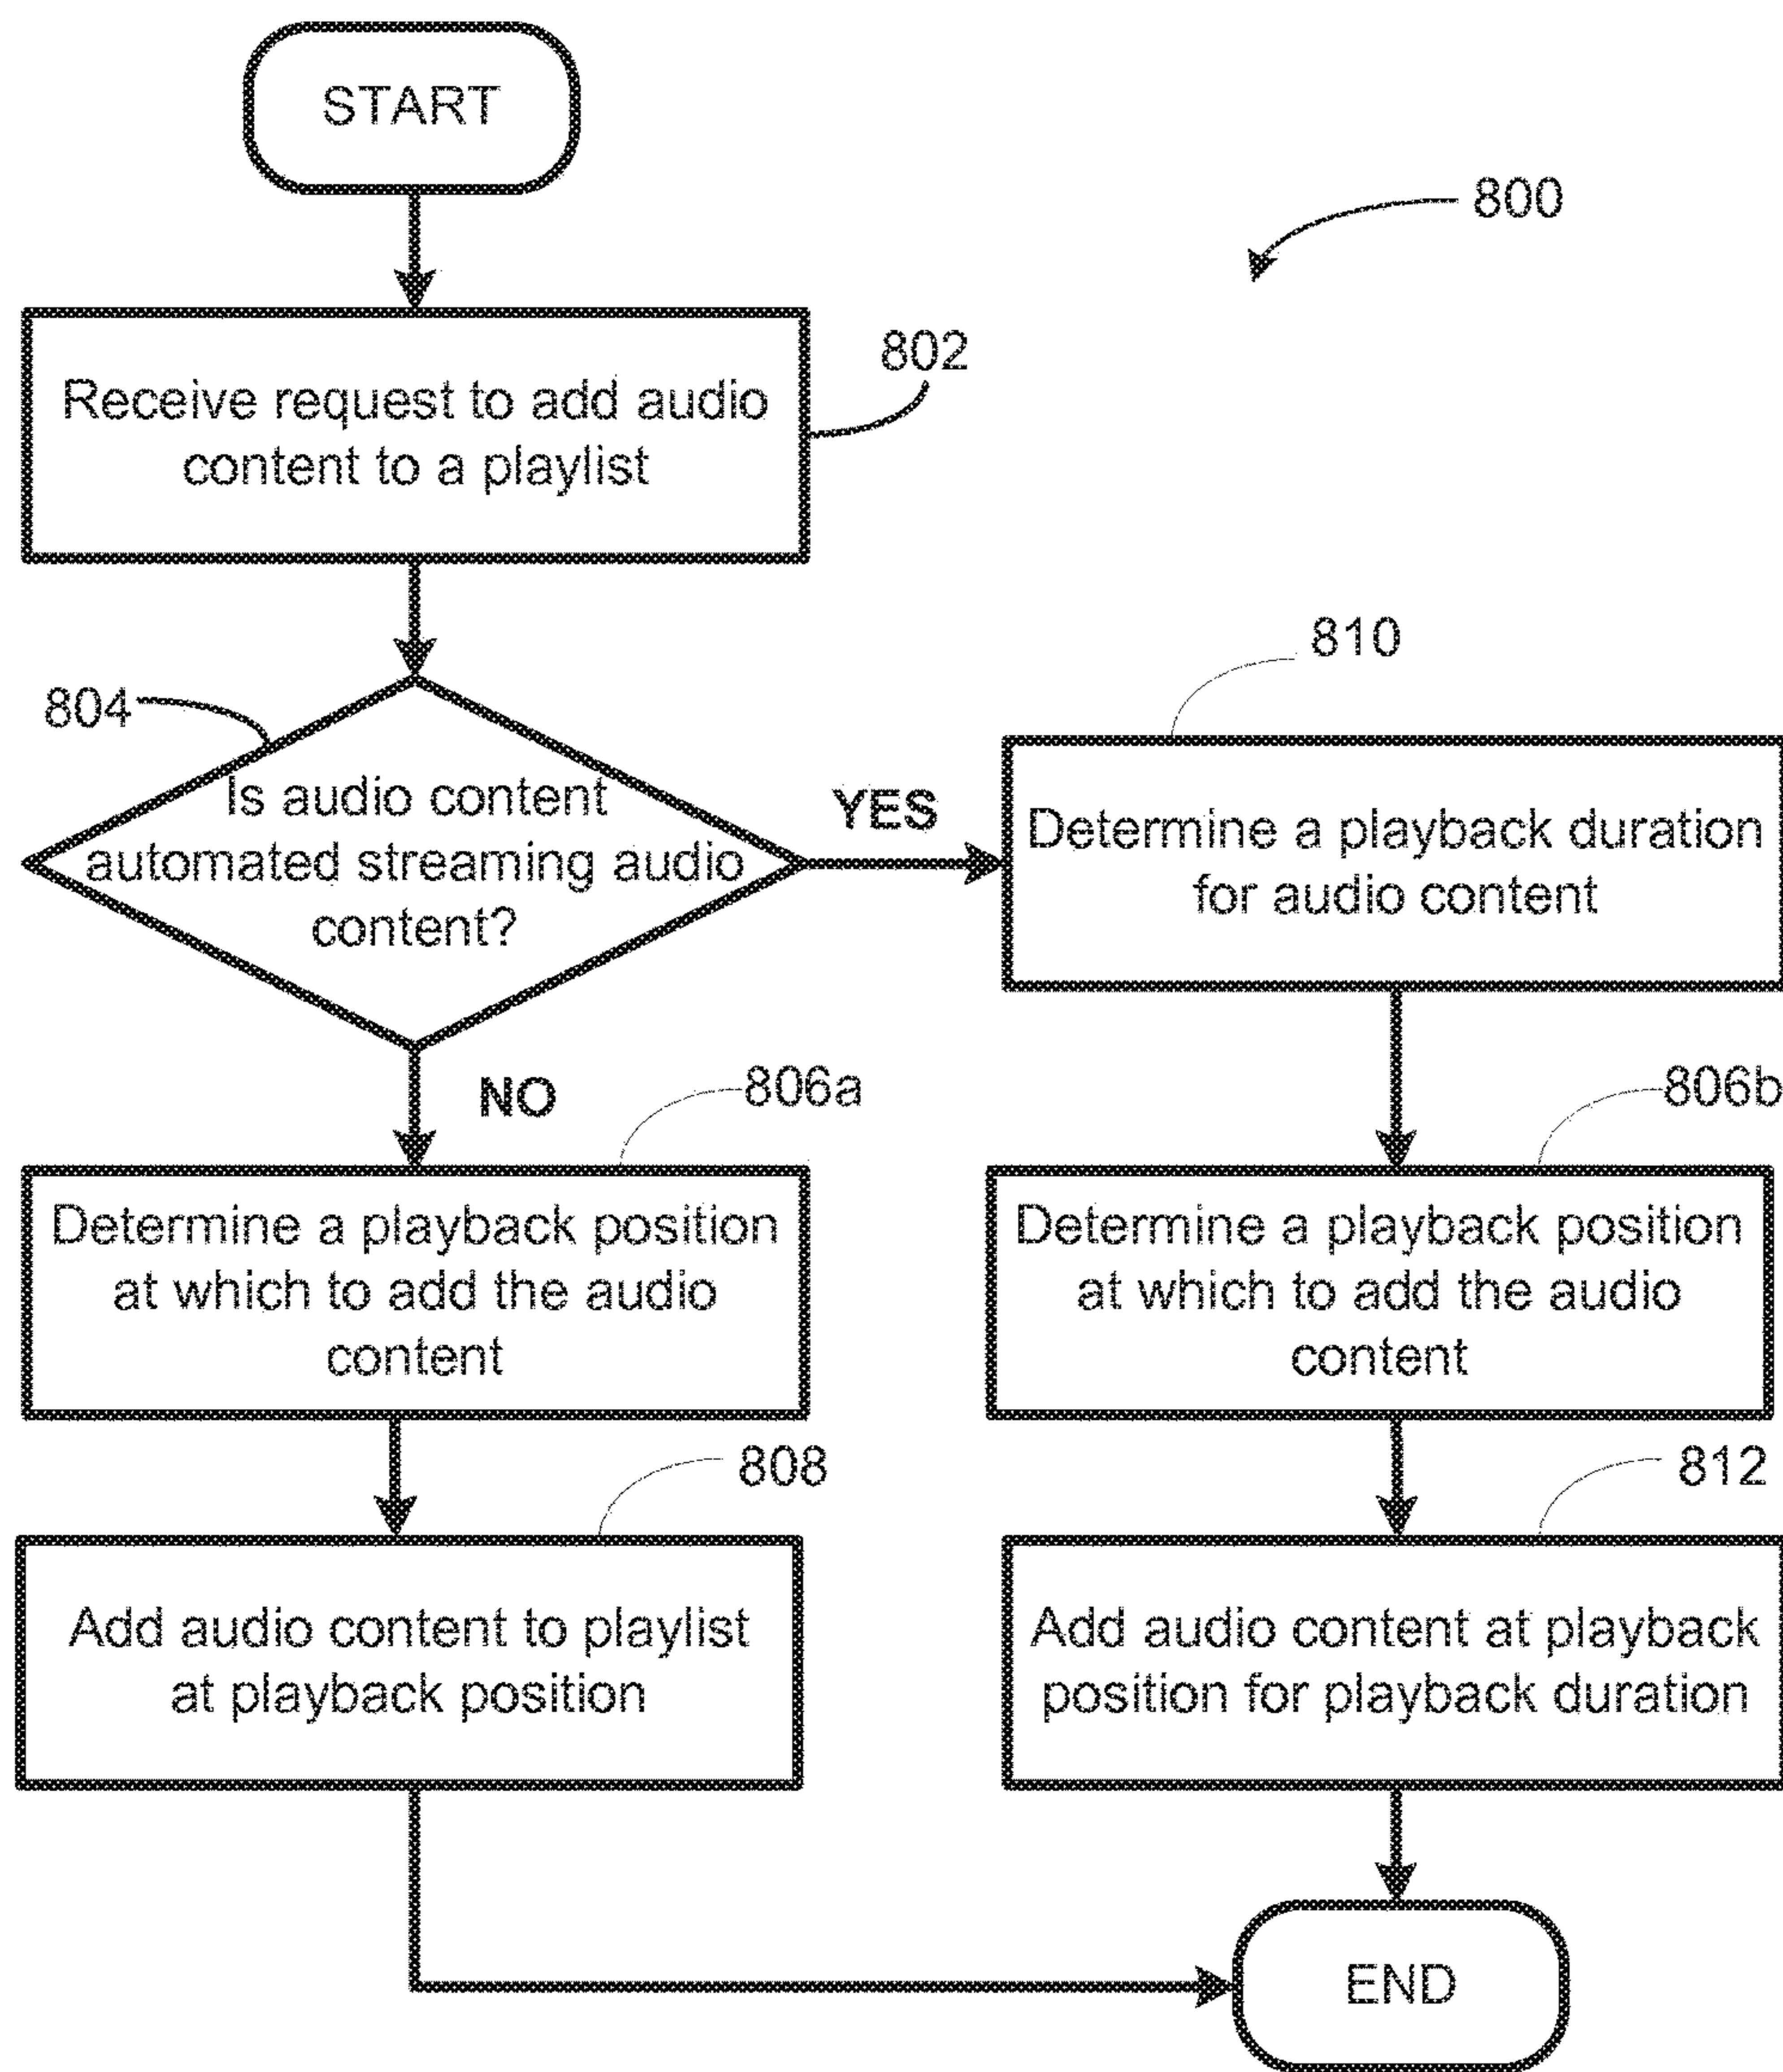 START
800
802
Receive request to add audio
content to a playlist
804
Is audio content
automated streaming audio
content?
YES
810
Determine a playback duration
for audio content
NO
806a
Determine a playback position
at which to add the audio
content
806b
Determine a playback position
at which to add the audio
content
808
Add audio content to playlist
at playback position
812
Add audio content at playback
position for playback duration
END